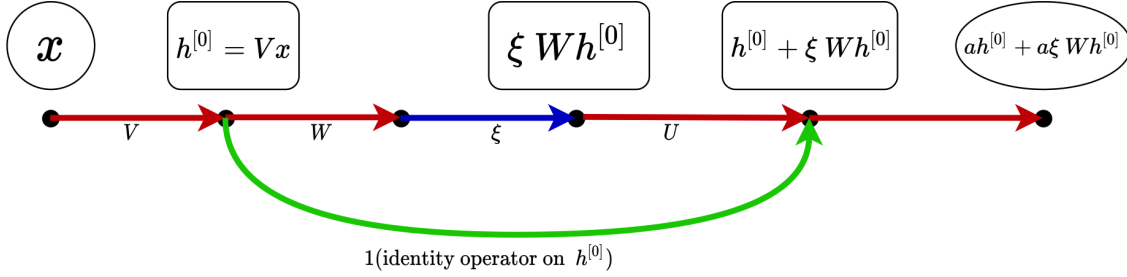 x
h^{[0]} = Vx
ξ Wh^{[0]}
h^{[0]} + ξ Wh^{[0]}
ah^{[0]} + aξ Wh^{[0]}
V
W
ξ
U
1(identity operator on h^{[0]})